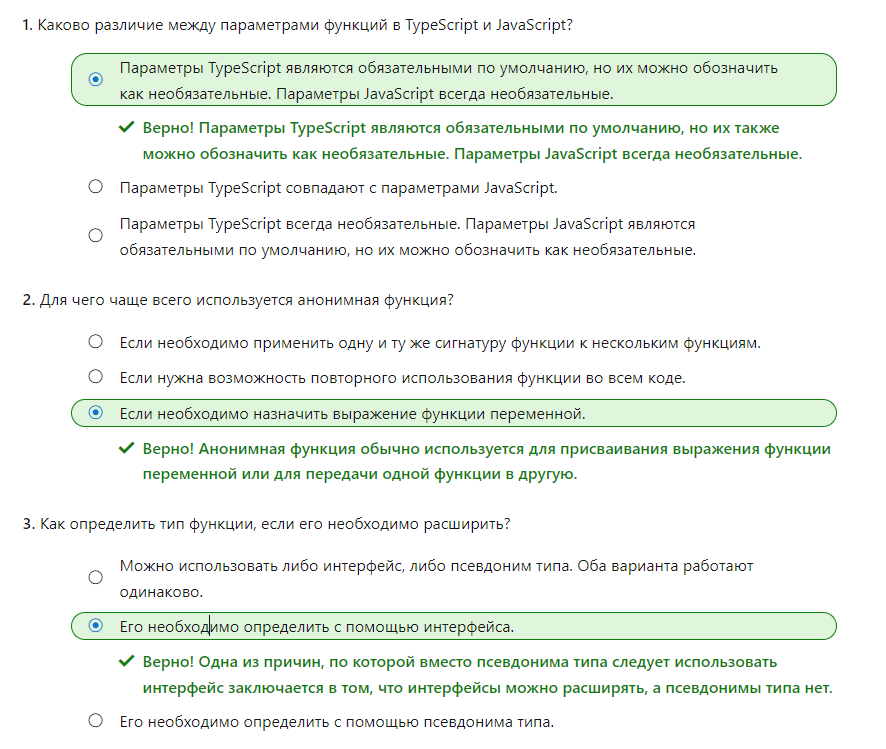 1. Каково различие между параметрами функций в TypeScript и JavaScript?
Параметры TypeScript являются обязательными по умолчанию, но их можно обозначить
как необязательные. Параметры JavaScript всегда необязательные.
Верно! Параметры TypeScript являются обязательными по умолчанию, но их также
можно обозначить как необязательные. Параметры JavaScript всегда необязательные.
Параметры TypeScript совпадают с параметрами JavaScript.
Параметры TypeScript всегда необязательные. Параметры JavaScript являются
обязательными по умолчанию, но их можно обозначить как необязательные.
2. Для чего чаще всего используется анонимная функция?
Если необходимо применить одну и ту же сигнатуру функции к нескольким функциям.
Если нужна возможность повторного использования функции во всем коде.
Если необходимо назначить выражение функции переменной.
Верно! Анонимная функция обычно используется для присваивания выражения функции
переменной или для передачи одной функции в другую.
3. Как определить тип функции, если его необходимо расширить?
Можно использовать либо интерфейс, либо псевдоним типа. Оба варианта работают
одинаково.
Его необходимо определить с помощью интерфейса.
Верно! Одна из причин, по которой вместо псевдонима типа следует использовать
интерфейс заключается в том, что интерфейсы можно расширять, а псевдонимы типа нет.
Его необходимо определить с помощью псевдонима типа.